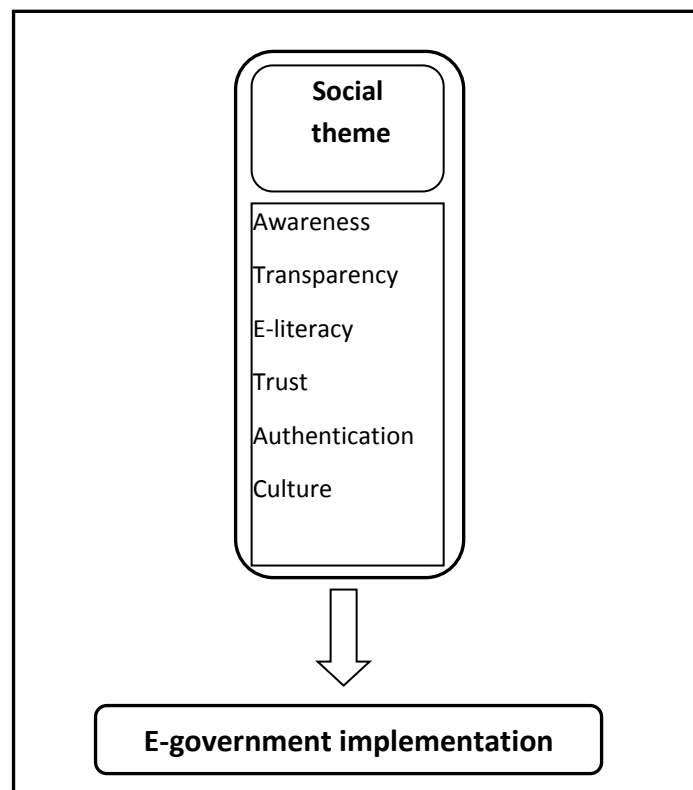 Social
theme
Awareness
Transparency
E-literacy
Trust
Authentication
Culture
E-government implementation